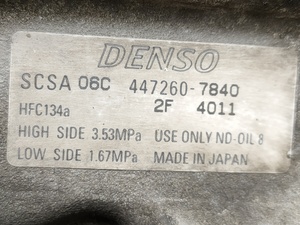 DENSO
SCSA 06C 447260-7840
2F 4011
HFC134a
HIGH SIDE 3.53MPa USE ONLY ND-OIL 8
LOW SIDE 1.67MPa MADE IN JAPAN